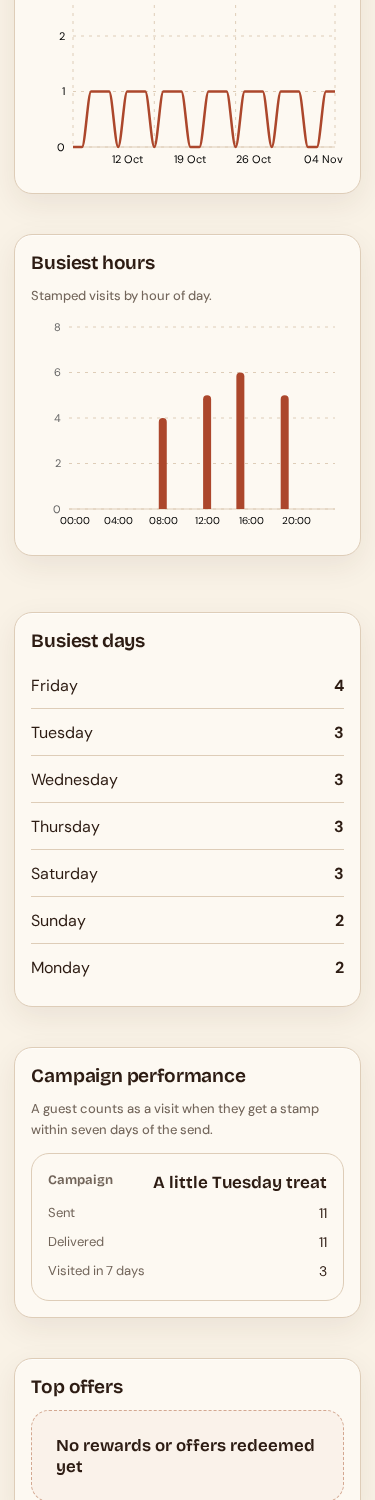 2
1
0
12 Oct 19 Oct 26 Oct 04 Nov
Busiest hours
Stamped visits by hour of day.
8
6
4
2
0
00:00 04:00 08:00 12:00 16:00 20:00
Busiest days
Friday 4
Tuesday 3
Wednesday 3
Thursday 3
Saturday 3
Sunday 2
Monday 2
Campaign performance
A guest counts as a visit when they get a stamp
within seven days of the send.
Campaign A little Tuesday treat
Sent 11
Delivered 11
Visited in 7 days 3
Top offers
No rewards or offers redeemed
yet